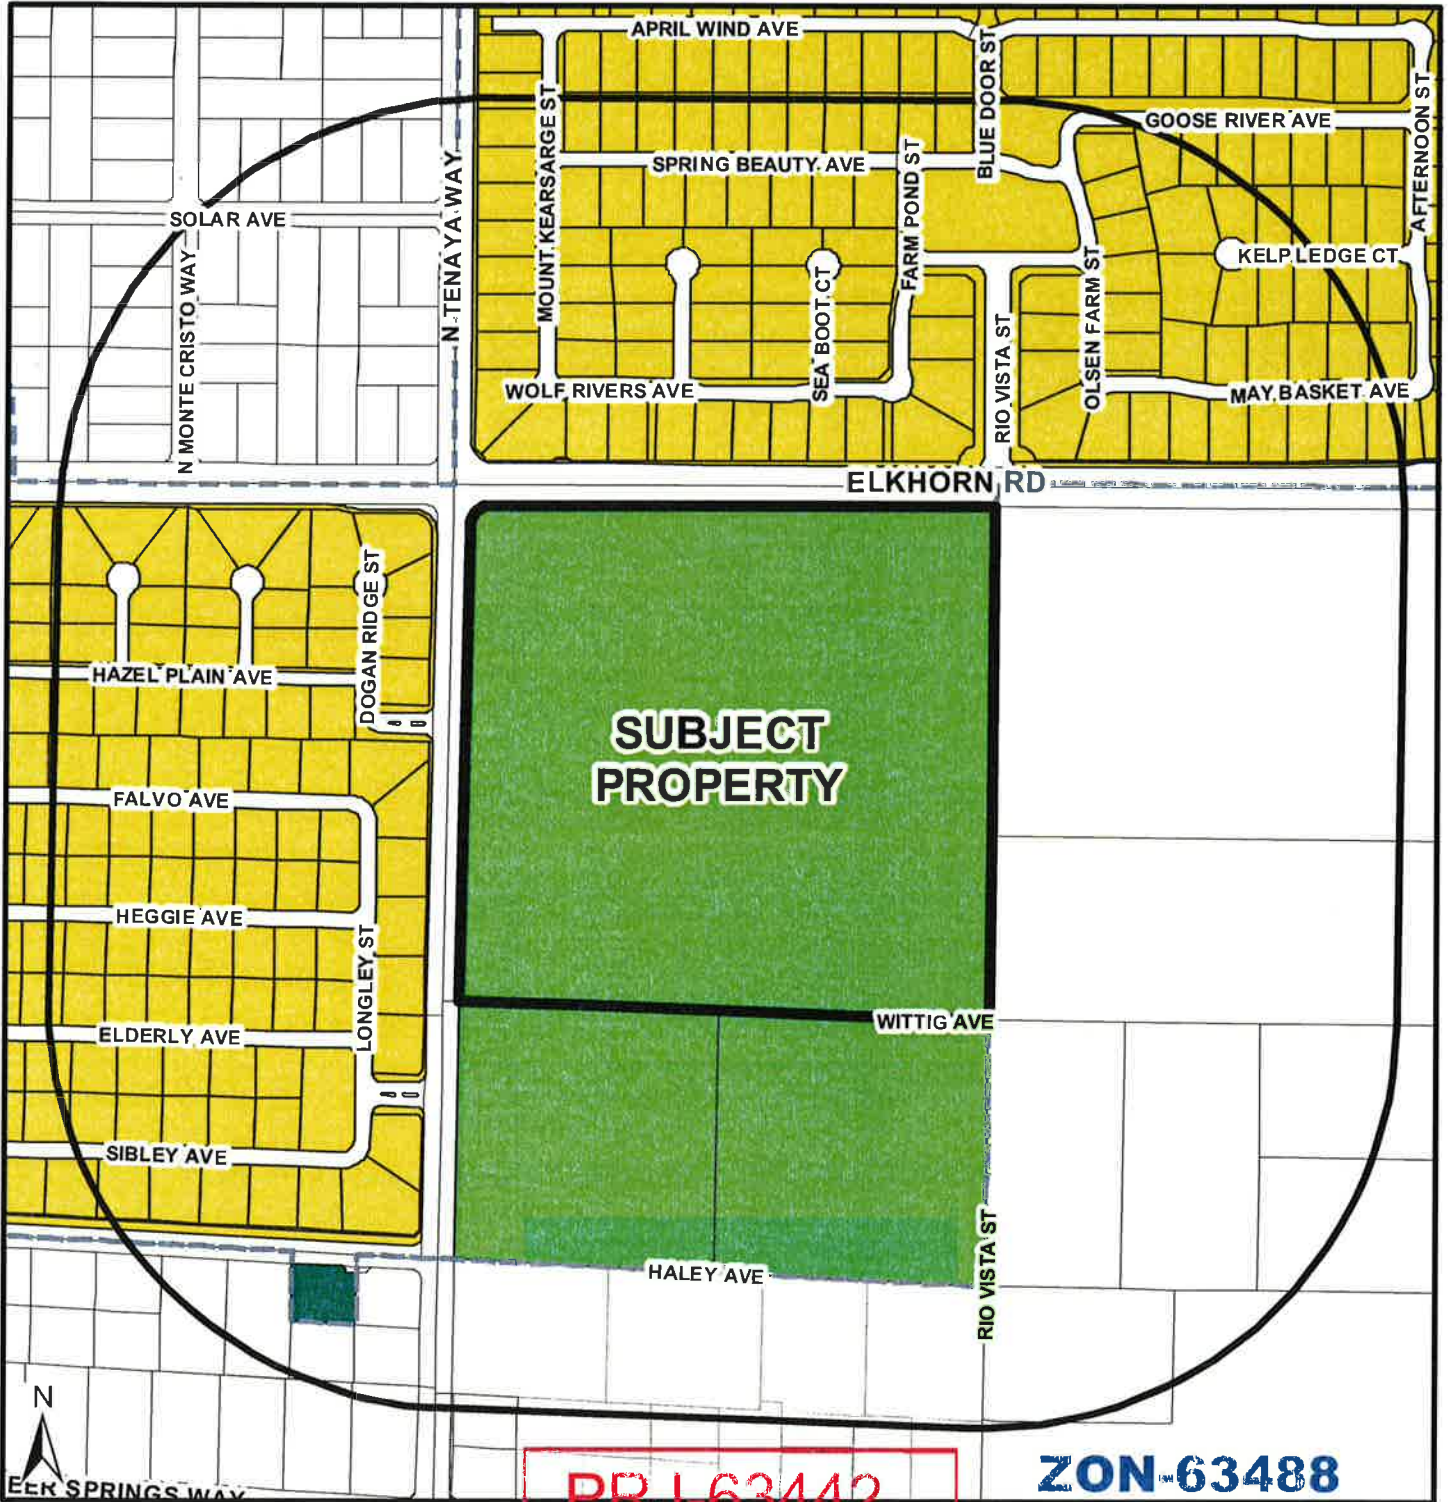 APRIL WIND AVE
BLUE DOOR ST
AFTERNOON ST
GOOSE RIVER AVE
MOUNT KEARSARGE ST
SPRING BEAUTY AVE
FARM POND ST
N TENAYA WAY
SOLAR AVE
N MONTE CRISTO WAY
KELP LEDGE CT
SEA BOOT CT
OLSEN FARM ST
RIO VISTA ST
WOLF RIVERS AVE
MAY BASKET AVE
ELKHORN RD
DOGAN RIDGE ST
HAZEL PLAIN AVE
SUBJECT
PROPERTY
FALVO AVE
HEGGIE AVE
LONGLEY ST
WITTIG AVE
ELDERLY AVE
SIBLEY AVE
RIO VISTA ST
HALEY AVE
N
SPRINGS WAY
ZON-63488